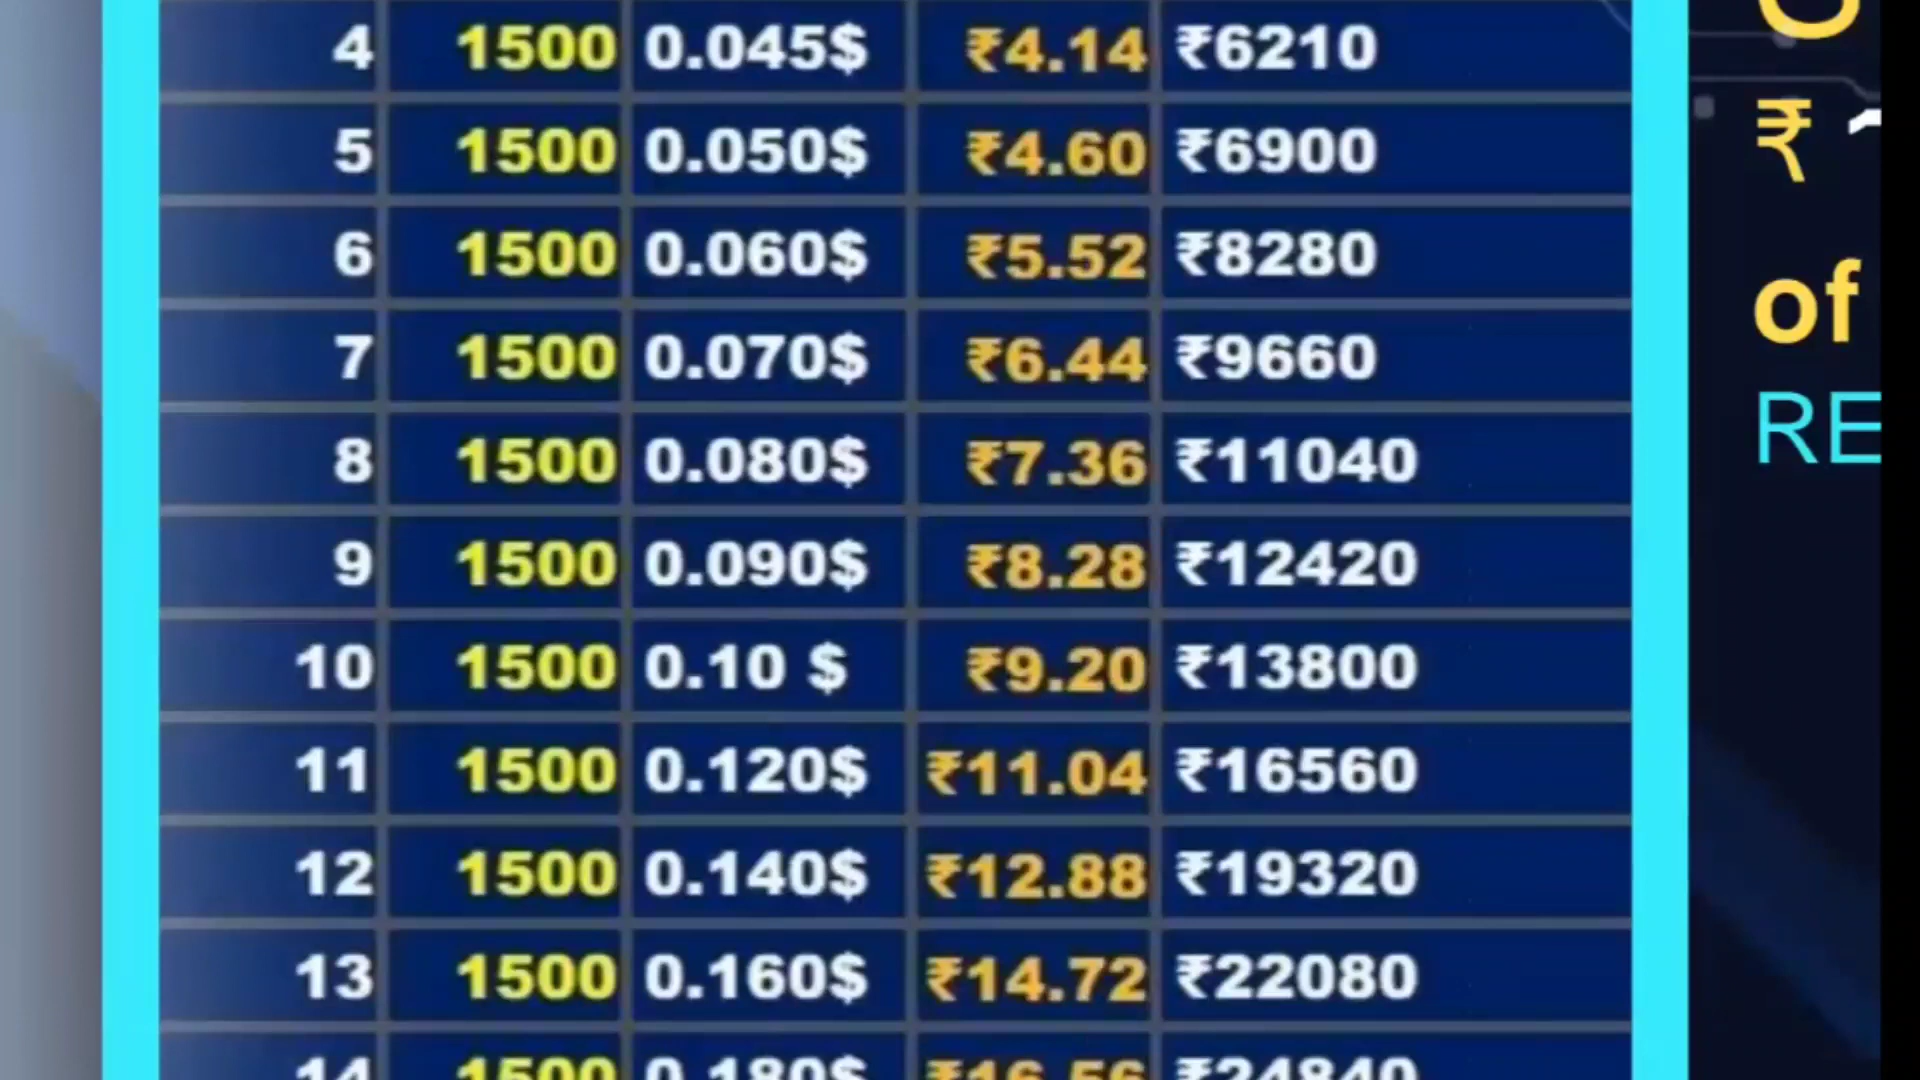 4 1500 0.045$ ₹4.14 ₹6210
5 1500 0.050$ ₹4.60 ₹6900
6 1500 0.060$ ₹5.52 ₹8280
7 1500 0.070$ ₹6.44 ₹9660
8 1500 0.080$ ₹7.36 ₹11040
9 1500 0.090$ ₹8.28 ₹12420
10 1500 0.10 $ ₹9.20 ₹13800
11 1500 0.120$ ₹11.04 ₹16560
12 1500 0.140$ ₹12.88 ₹19320
13 1500 0.160$ ₹14.72 ₹22080
14 1500 0.180$ ₹16.56 ₹24840
₹
of
RE